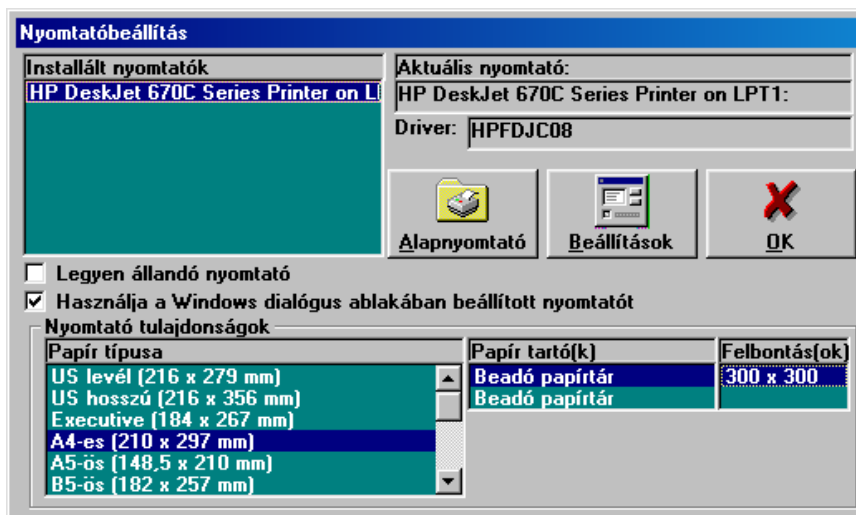 Nyomtatóbeállítás
Installált nyomtatók
HP DeskJet 670C Series Printer on L
Aktuális nyomtató:
HP DeskJet 670C Series Printer on LPT1:
Driver: HPFDJC08
Alapnyomtató
Beállítások
OK
Legyen állandó nyomtató
Használja a Windows dialógus ablakában beállított nyomtatót
Nyomtató tulajdonságok
Papír típusa
US levél (216 x 279 mm)
US hosszú (216 x 356 mm)
Executive (184 x 267 mm)
A4-es (210 x 297 mm)
A5-ös (148,5 x 210 mm)
B5-ös (182 x 257 mm)
Papír tartó(k)
Beadó papírtár
Beadó papírtár
Felbontás(ok)
300 x 300